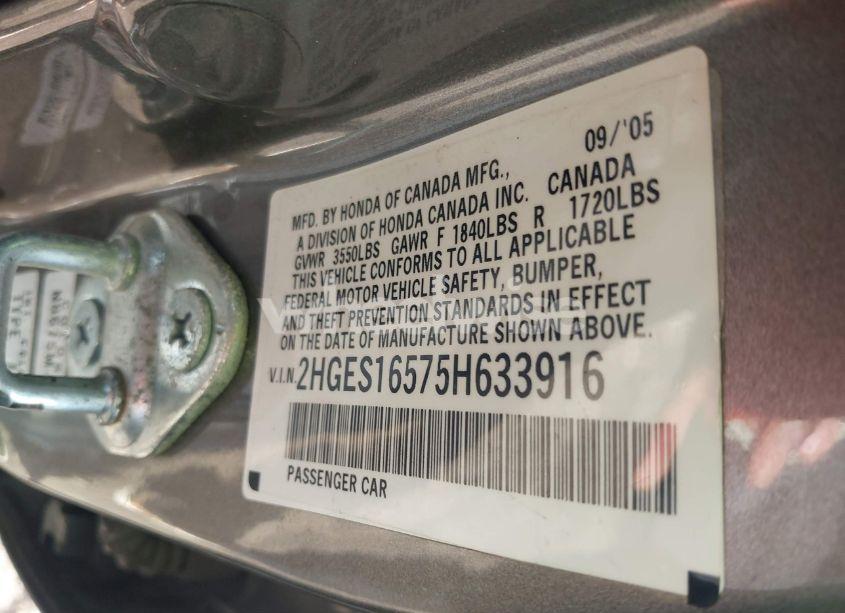 09/'05
MFD. BY HONDA OF CANADA MFG.,
A DIVISION OF HONDA CANADA INC. CANADA
GVWR 3550LBS GAWR F 1840LBS R 1720LBS
THIS VEHICLE CONFORMS TO ALL APPLICABLE
FEDERAL MOTOR VEHICLE SAFETY, BUMPER,
AND THEFT PREVENTION STANDARDS IN EFFECT
ON THE DATE OF MANUFACTURE SHOWN ABOVE.
V.I.N. 2HGES16575H633916
PASSENGER CAR